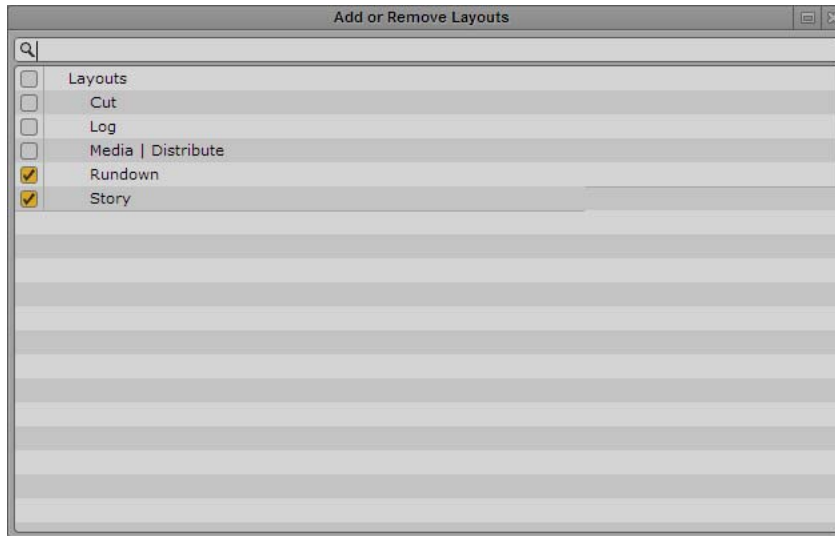 Add or Remove Layouts
Layouts
Cut
Log
Media | Distribute
Rundown
Story